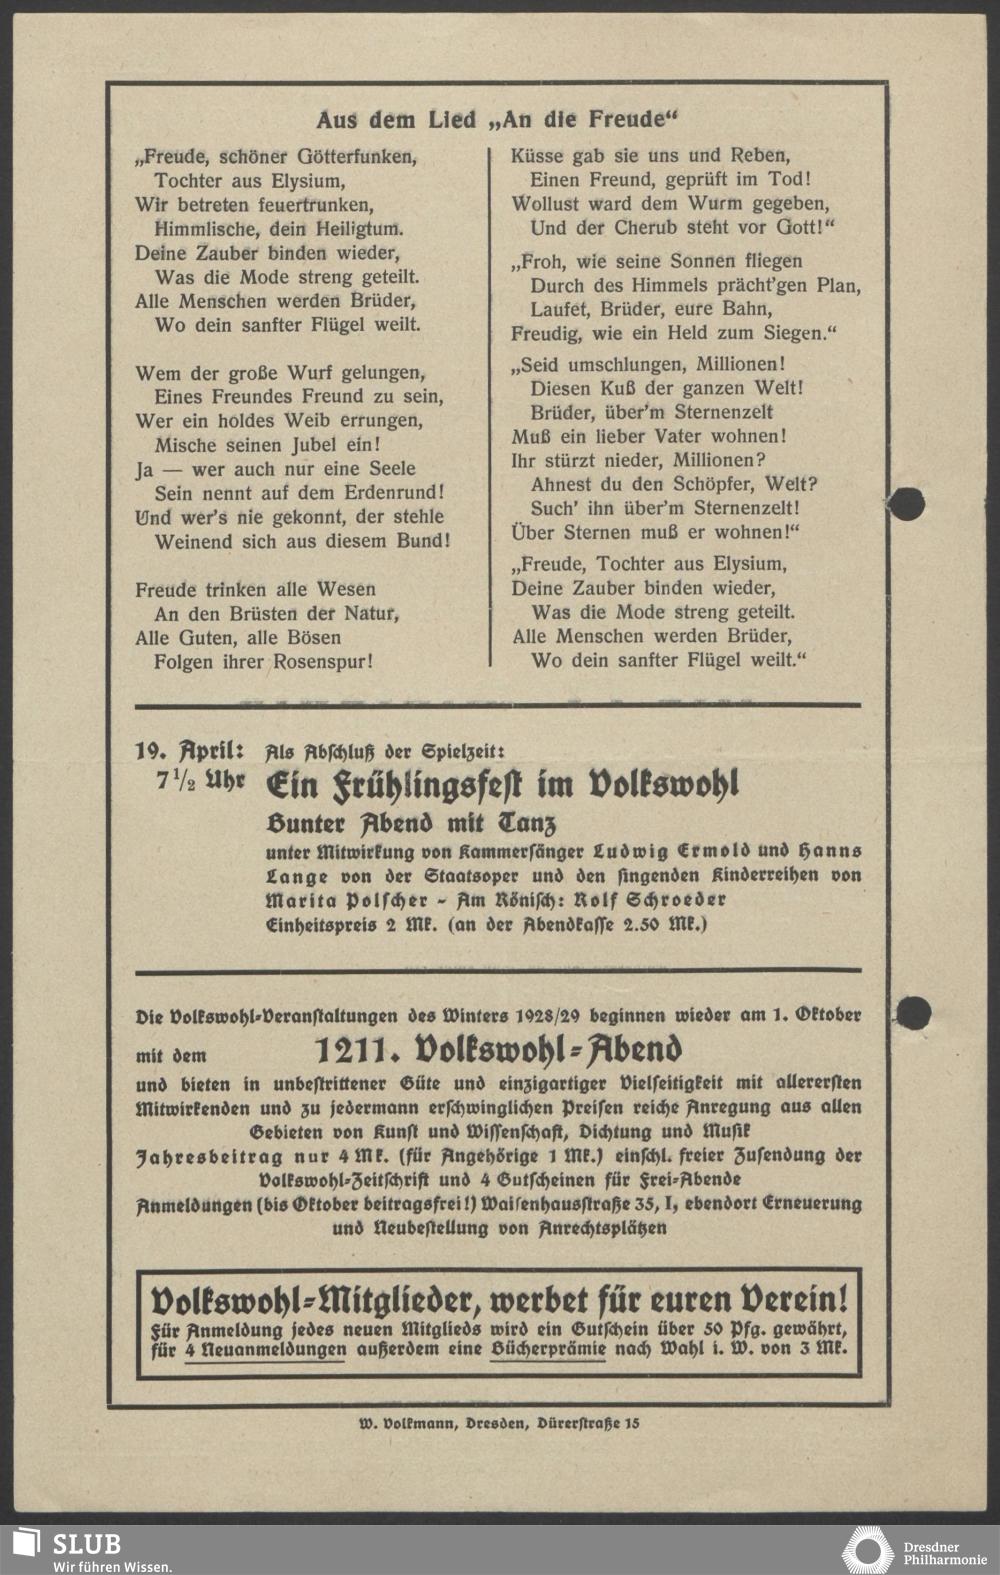 Aus dem Lied „An die Freude“
„Freude, schöner Götterfunken,
Tochter aus Elysium,
Wir betreten feuertrunken,
Himmlische, dein Heiligtum.
Deine Zauber binden wieder,
Was die Mode streng geteilt.
Alle Menschen werden Brüder,
Wo dein sanfter Flügel weilt.
Wem der große Wurf gelungen,
Eines Freundes Freund zu sein,
Wer ein holdes Weib errungen,
Mische seinen Jubel ein!
Ja — wer auch nur eine Seele
Sein nennt auf dem Erdenrund!
Und wer's nie gekonnt, der stehle
Weinend sich aus diesem Bund!
Freude trinken alle Wesen
An den Brüsten der Natur,
Alle Guten, alle Bösen
Folgen ihrer Rosenspur!
Küsse gab sie uns und Reben,
Einen Freund, geprüft im Tod!
Wollust ward dem Wurm gegeben,
Und der Cherub steht vor Gott!“
„Froh, wie seine Sonnen fliegen
Durch des Himmels prächt'gen Plan,
Laufet, Brüder, eure Bahn,
Freudig, wie ein Held zum Siegen.“
„Seid umschlungen, Millionen!
Diesen Kuß der ganzen Welt!
Brüder, über'm Sternenzelt
Muß ein lieber Vater wohnen!
Ihr stürzt nieder, Millionen?
Ahnest du den Schöpfer, Welt?
Such' ihn über'm Sternenzelt!
Über Sternen muß er wohnen!“
„Freude, Tochter aus Elysium,
Deine Zauber binden wieder,
Was die Mode streng geteilt.
Alle Menschen werden Brüder,
Wo dein sanfter Flügel weilt.“
19. April: Als Abschluß der Spielzeit:
7 1/2 Uhr Ein Frühlingsfest im Volkswohl
Bunter Abend mit Tanz
unter Mitwirkung von Kammersänger Ludwig Ermold und Hanns
Lange von der Staatsoper und den singenden Kinderreihen von
Marita Polscher - Am Rönisch: Rolf Schroeder
Einheitspreis 2 Mk. (an der Abendkasse 2.50 Mk.)
Die Volkswohl-Veranstaltungen des Winters 1928/29 beginnen wieder am 1. Oktober
mit dem 1211. Volkswohl-Abend
und bieten in unbestrittener Güte und einzigartiger Vielseitigkeit mit allerersten
Mitwirkenden und zu jedermann erschwinglichen Preisen reiche Anregung aus allen
Gebieten von Kunst und Wissenschaft, Dichtung und Musik
Jahresbeitrag nur 4 Mk. (für Angehörige 1 Mk.) einschl. freier Zusendung der
Volkswohl-Zeitschrift und 4 Gutscheinen für Frei-Abende
Anmeldungen (bis Oktober beitragsfrei!) Waisenhausstraße 35, I, ebendort Erneuerung
und Neubestellung von Anrechtsplätzen
Volkswohl-Mitglieder, werbet für euren Verein!
Für Anmeldung jedes neuen Mitglieds wird ein Gutschein über 50 Pfg. gewährt,
für 4 Neuanmeldungen außerdem eine Bücherprämie nach Wahl i. W. von 3 Mk.
W. Volkmann, Dresden, Dürerstraße 15
SLUB
Wir führen Wissen.
Dresdner
Philharmonie